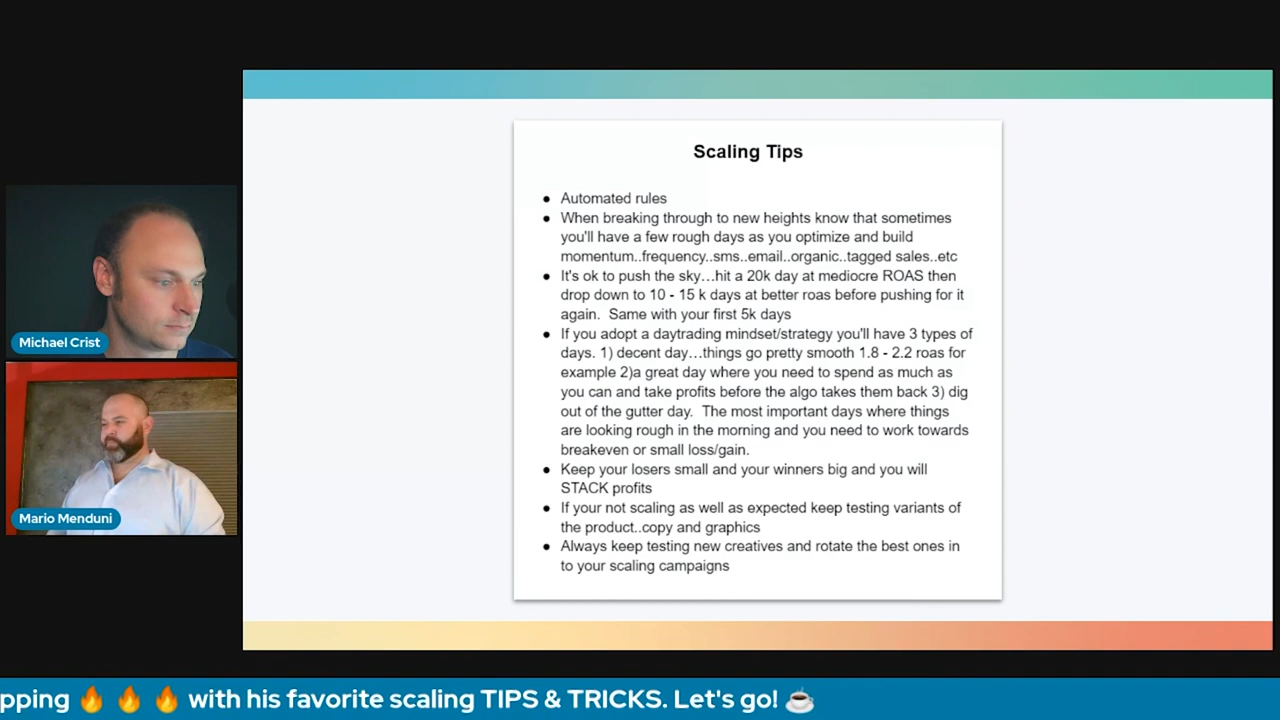 Scaling Tips
● Automated rules
● When breaking through to new heights know that sometimes
you'll have a few rough days as you optimize and build
momentum..frequency..sms..email..organic..tagged sales..etc
● It's ok to push the sky…hit a 20k day at mediocre ROAS then
drop down to 10 - 15 k days at better roas before pushing for it
again. Same with your first 5k days
● If you adopt a daytrading mindset/strategy you'll have 3 types of
days. 1) decent day…things go pretty smooth 1.8 - 2.2 roas for
example 2)a great day where you need to spend as much as
you can and take profits before the algo takes them back 3) dig
out of the gutter day. The most important days where things
are looking rough in the morning and you need to work towards
breakeven or small loss/gain.
● Keep your losers small and your winners big and you will
STACK profits
● If your not scaling as well as expected keep testing variants of
the product..copy and graphics
● Always keep testing new creatives and rotate the best ones in
to your scaling campaigns
Michael Crist
Mario Menduni
pping 🔥 🔥 🔥 with his favorite scaling TIPS & TRICKS. Let's go! ☕